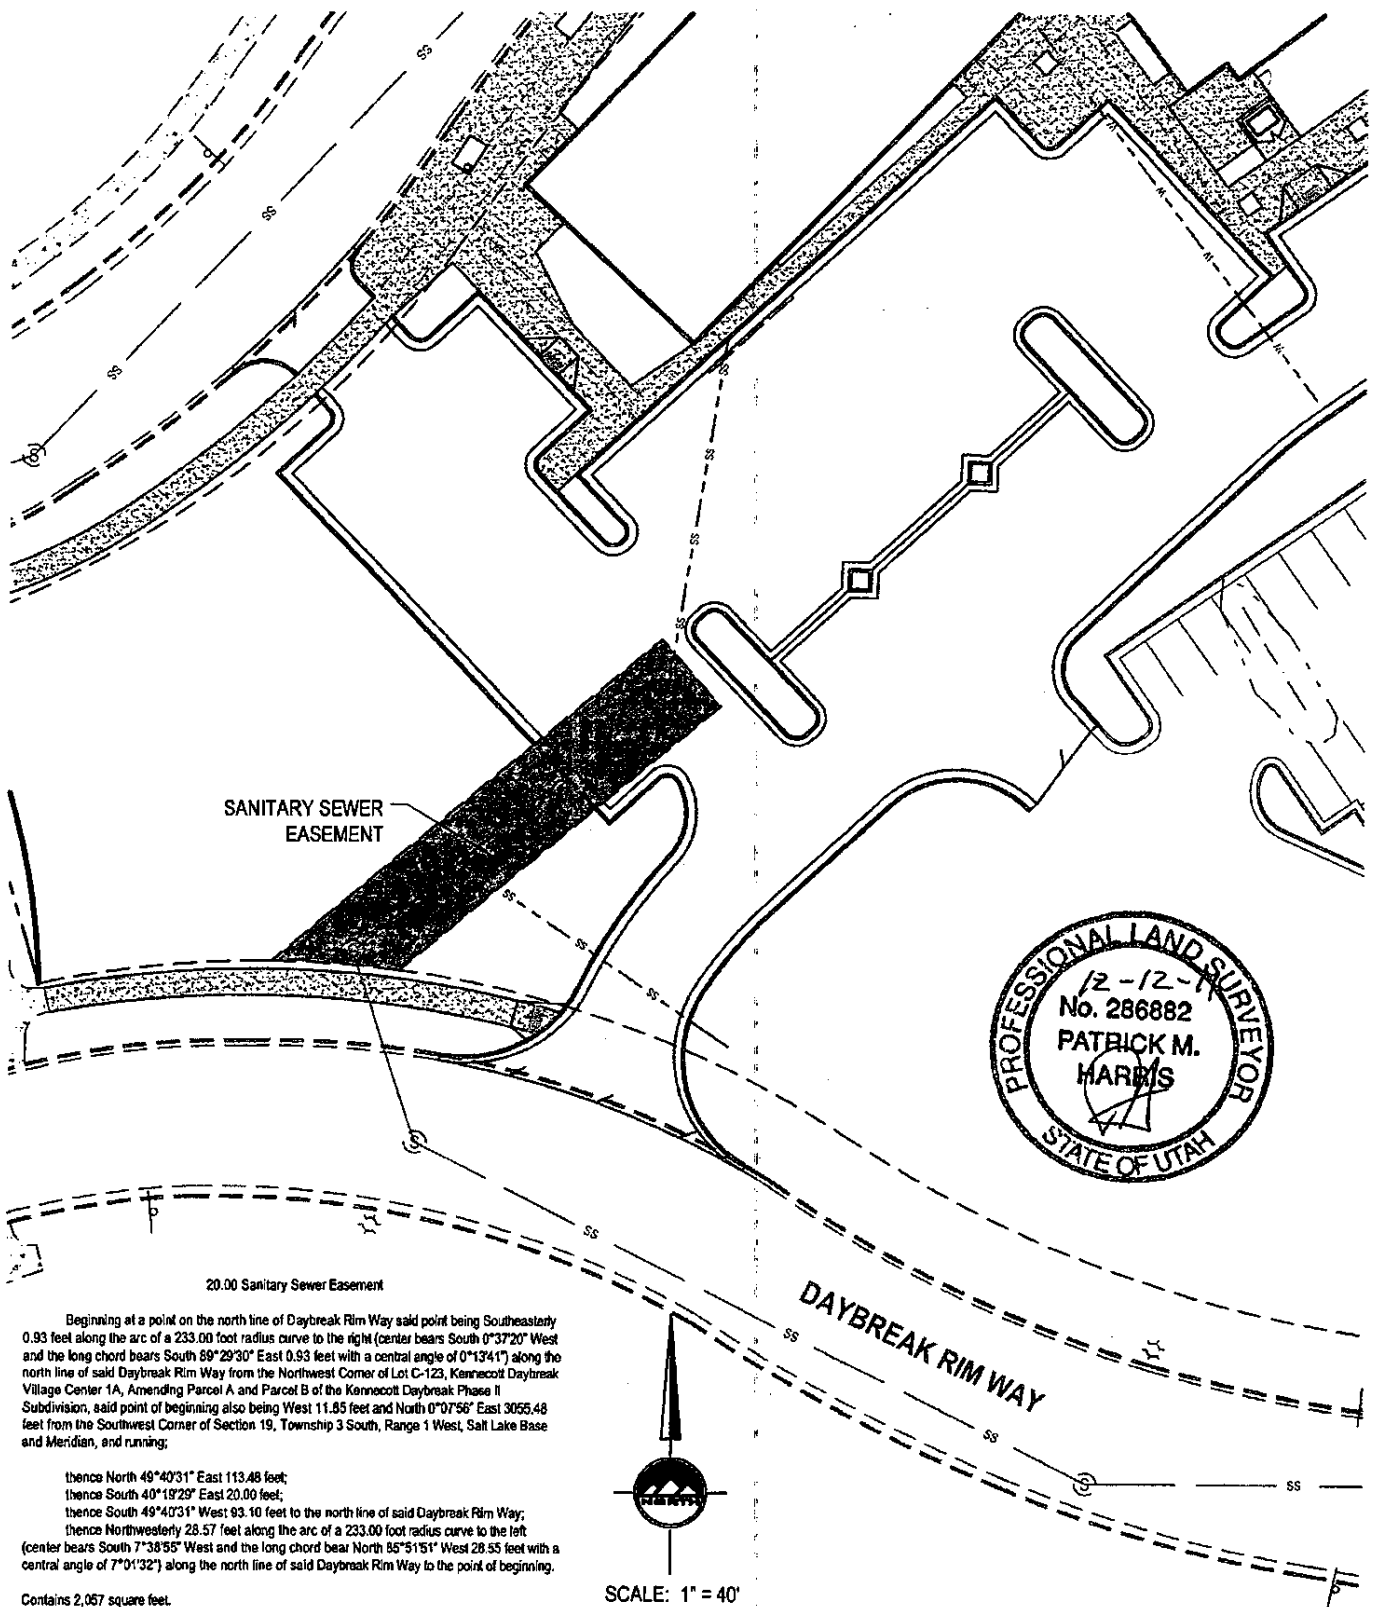 SS
SS
SS
W
W
W
W
SS
SS
SS
SS
SANITARY SEWER
EASEMENT
SS
SS
SS
PROFESSIONAL LAND SURVEYOR
12-12-11
No. 286882
PATRICK M.
HARRIS
STATE OF UTAH
SS
DAYBREAK RIM WAY
SS
SS
SS
20.00 Sanitary Sewer Easement
Beginning at a point on the north line of Daybreak Rim Way said point being Southeasterly
0.93 feet along the arc of a 233.00 foot radius curve to the right (center bears South 0°37'20" West
and the long chord bears South 89°29'30" East 0.93 feet with a central angle of 0°13'41") along the
north line of said Daybreak Rim Way from the Northwest Corner of Lot C-123, Kennecott Daybreak
Village Center 1A, Amending Parcel A and Parcel B of the Kennecott Daybreak Phase II
Subdivision, said point of beginning also being West 11.85 feet and North 0°07'56" East 3055.48
feet from the Southwest Corner of Section 19, Township 3 South, Range 1 West, Salt Lake Base
and Meridian, and running;
thence North 49°40'31" East 113.48 feet;
thence South 40°19'29" East 20.00 feet;
thence South 49°40'31" West 93.10 feet to the north line of said Daybreak Rim Way;
thence Northwesterly 28.57 feet along the arc of a 233.00 foot radius curve to the left
(center bears South 7°38'55" West and the long chord bear North 85°51'51" West 28.55 feet with a
central angle of 7°01'32") along the north line of said Daybreak Rim Way to the point of beginning.
Contains 2,057 square feet.
NORTH
SCALE: 1" = 40'